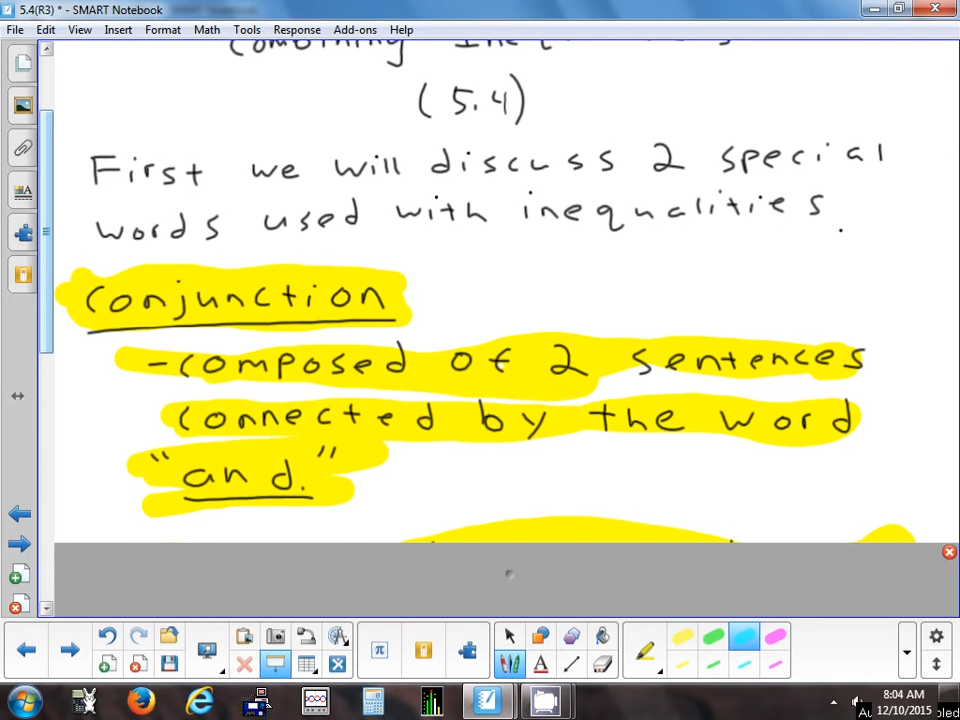 5.4(R3) * - SMART Notebook
File Edit View Insert Format Math Tools Response Add-ons Help
Combining Inequalities
(5.4)
First we will discuss 2 special
words used with inequalities.
Conjunction
-composed of 2 sentences
connected by the word
"and."
8:04 AM
12/10/2015